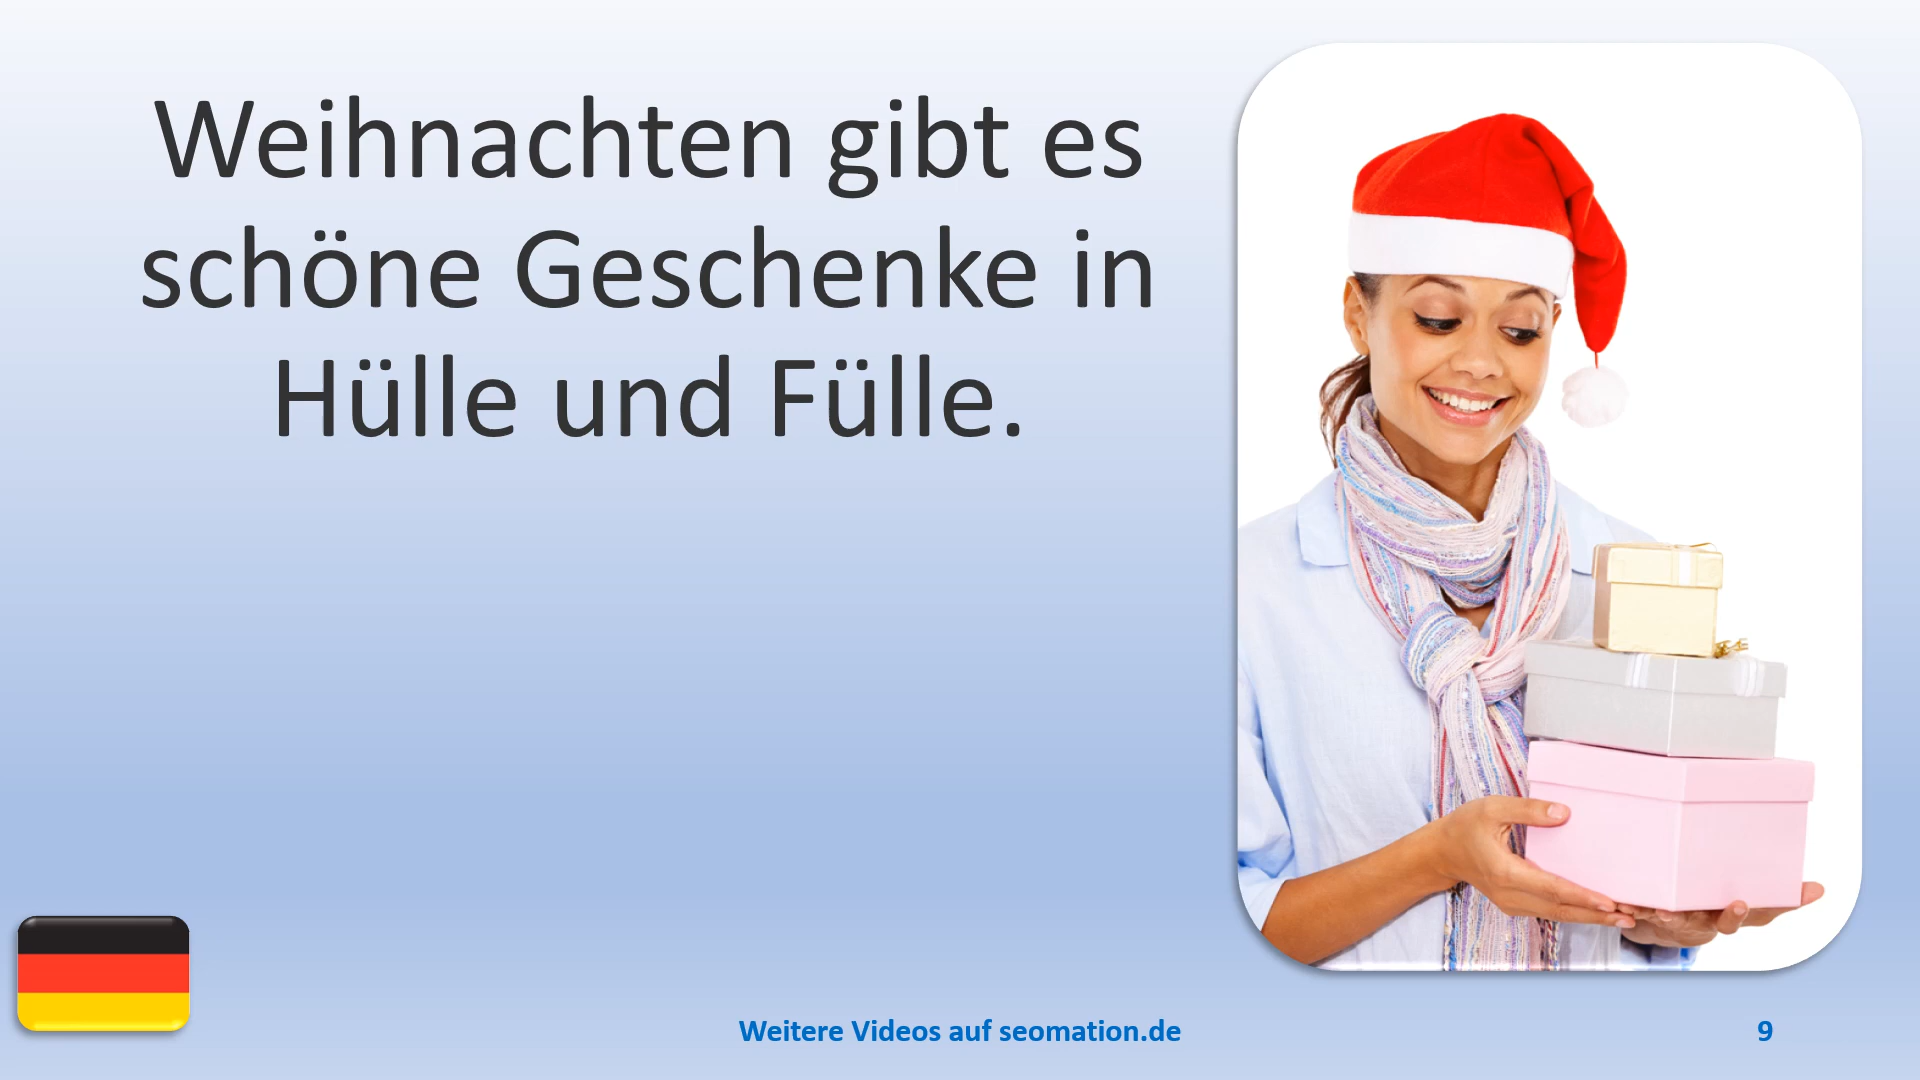 Weihnachten gibt es
schöne Geschenke in
Hülle und Fülle.
Weitere Videos auf seomation.de
9